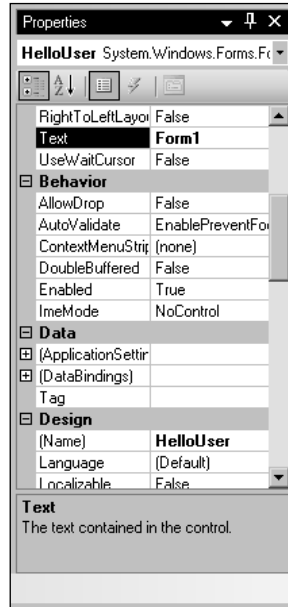 Properties
HelloUser System.Windows.Forms.Fo
RightToLeftLayou False
Text Form1
UseWaitCursor False
Behavior
AllowDrop False
AutoValidate EnablePreventFoc
ContextMenuStrip (none)
DoubleBuffered False
Enabled True
ImeMode NoControl
Data
(ApplicationSettin
(DataBindings)
Tag
Design
(Name) HelloUser
Language (Default)
Localizable False
Text
The text contained in the control.